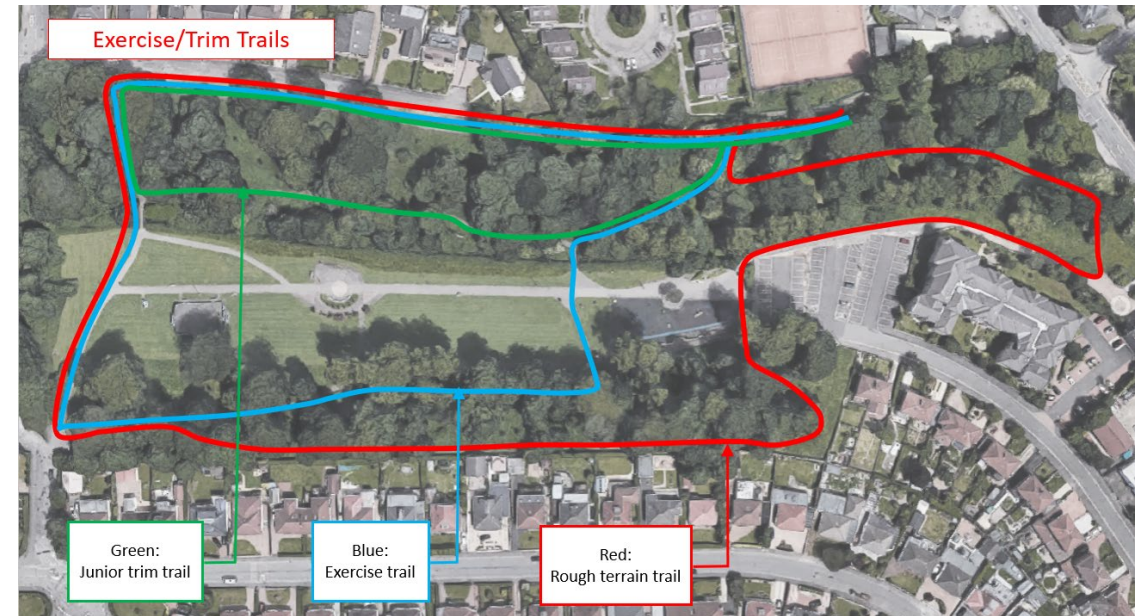 Exercise/Trim Trails
Green:
Junior trim trail
Blue:
Exercise trail
Red:
Rough terrain trail